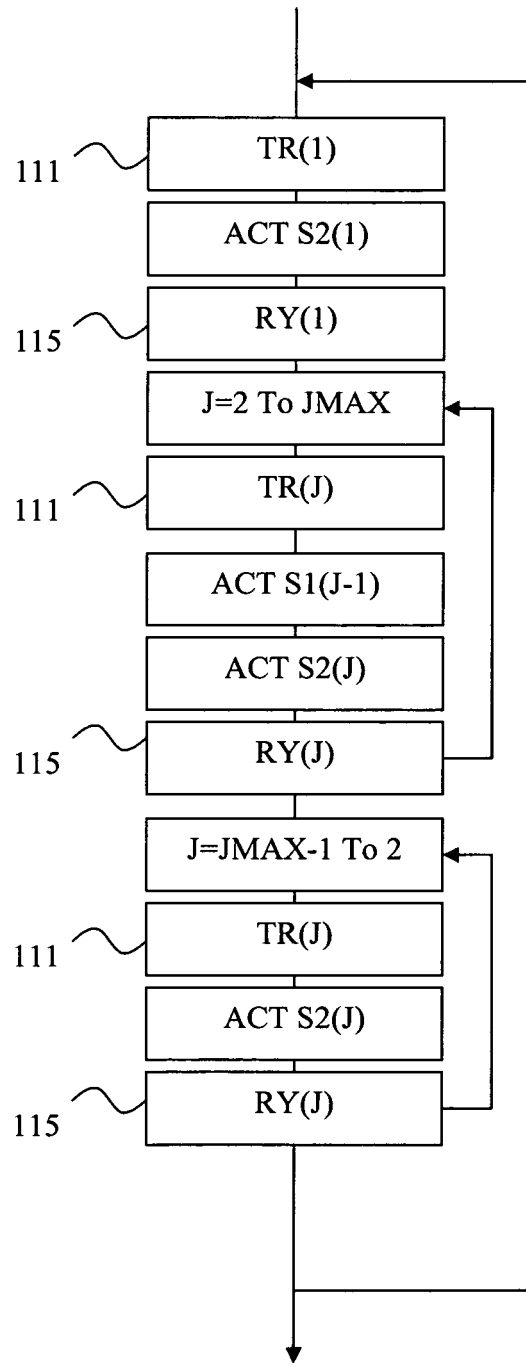 TR(1)
111
ACT S2(1)
RY(1)
115
J=2 To JMAX
TR(J)
111
ACT S1(J-1)
ACT S2(J)
RY(J)
115
J=JMAX-1 To 2
TR(J)
111
ACT S2(J)
RY(J)
115